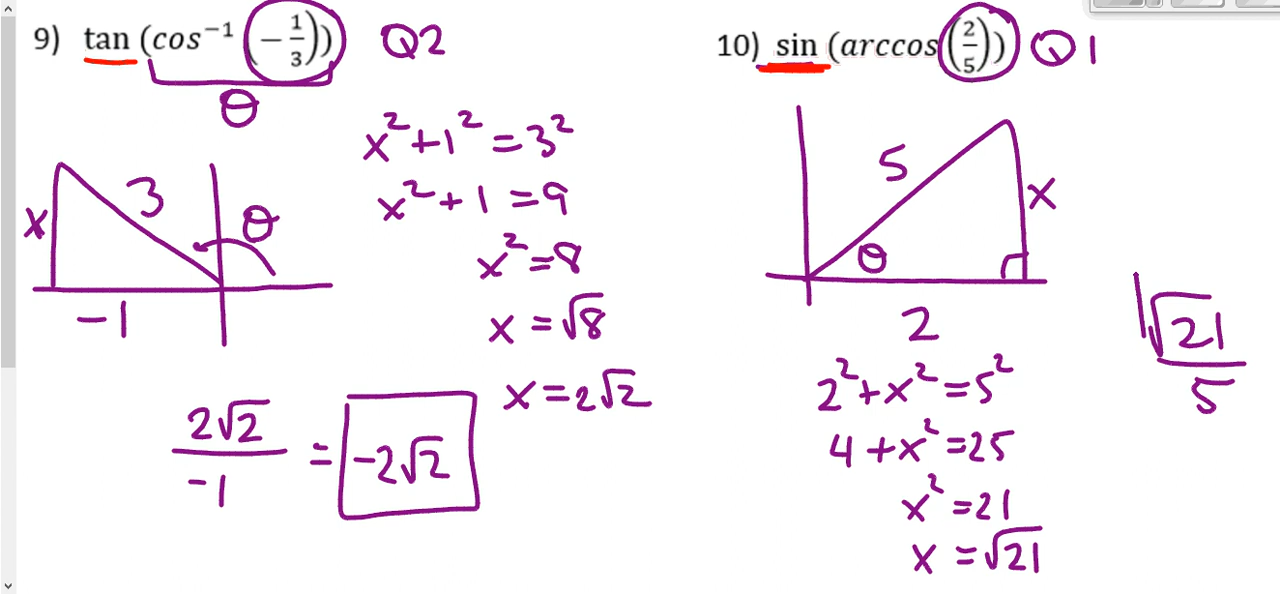 9) tan (cos⁻¹ (−1/3)) Q2
θ
x² + 1² = 3²
x² + 1 = 9
x² = 8
x = √8
x = 2√2
3
θ
x
−1
2√2/−1 = −2√2
10) sin (arccos (2/5)) Q1
5
x
θ
2
2² + x² = 5²
4 + x² = 25
x² = 21
x = √21
√21/5